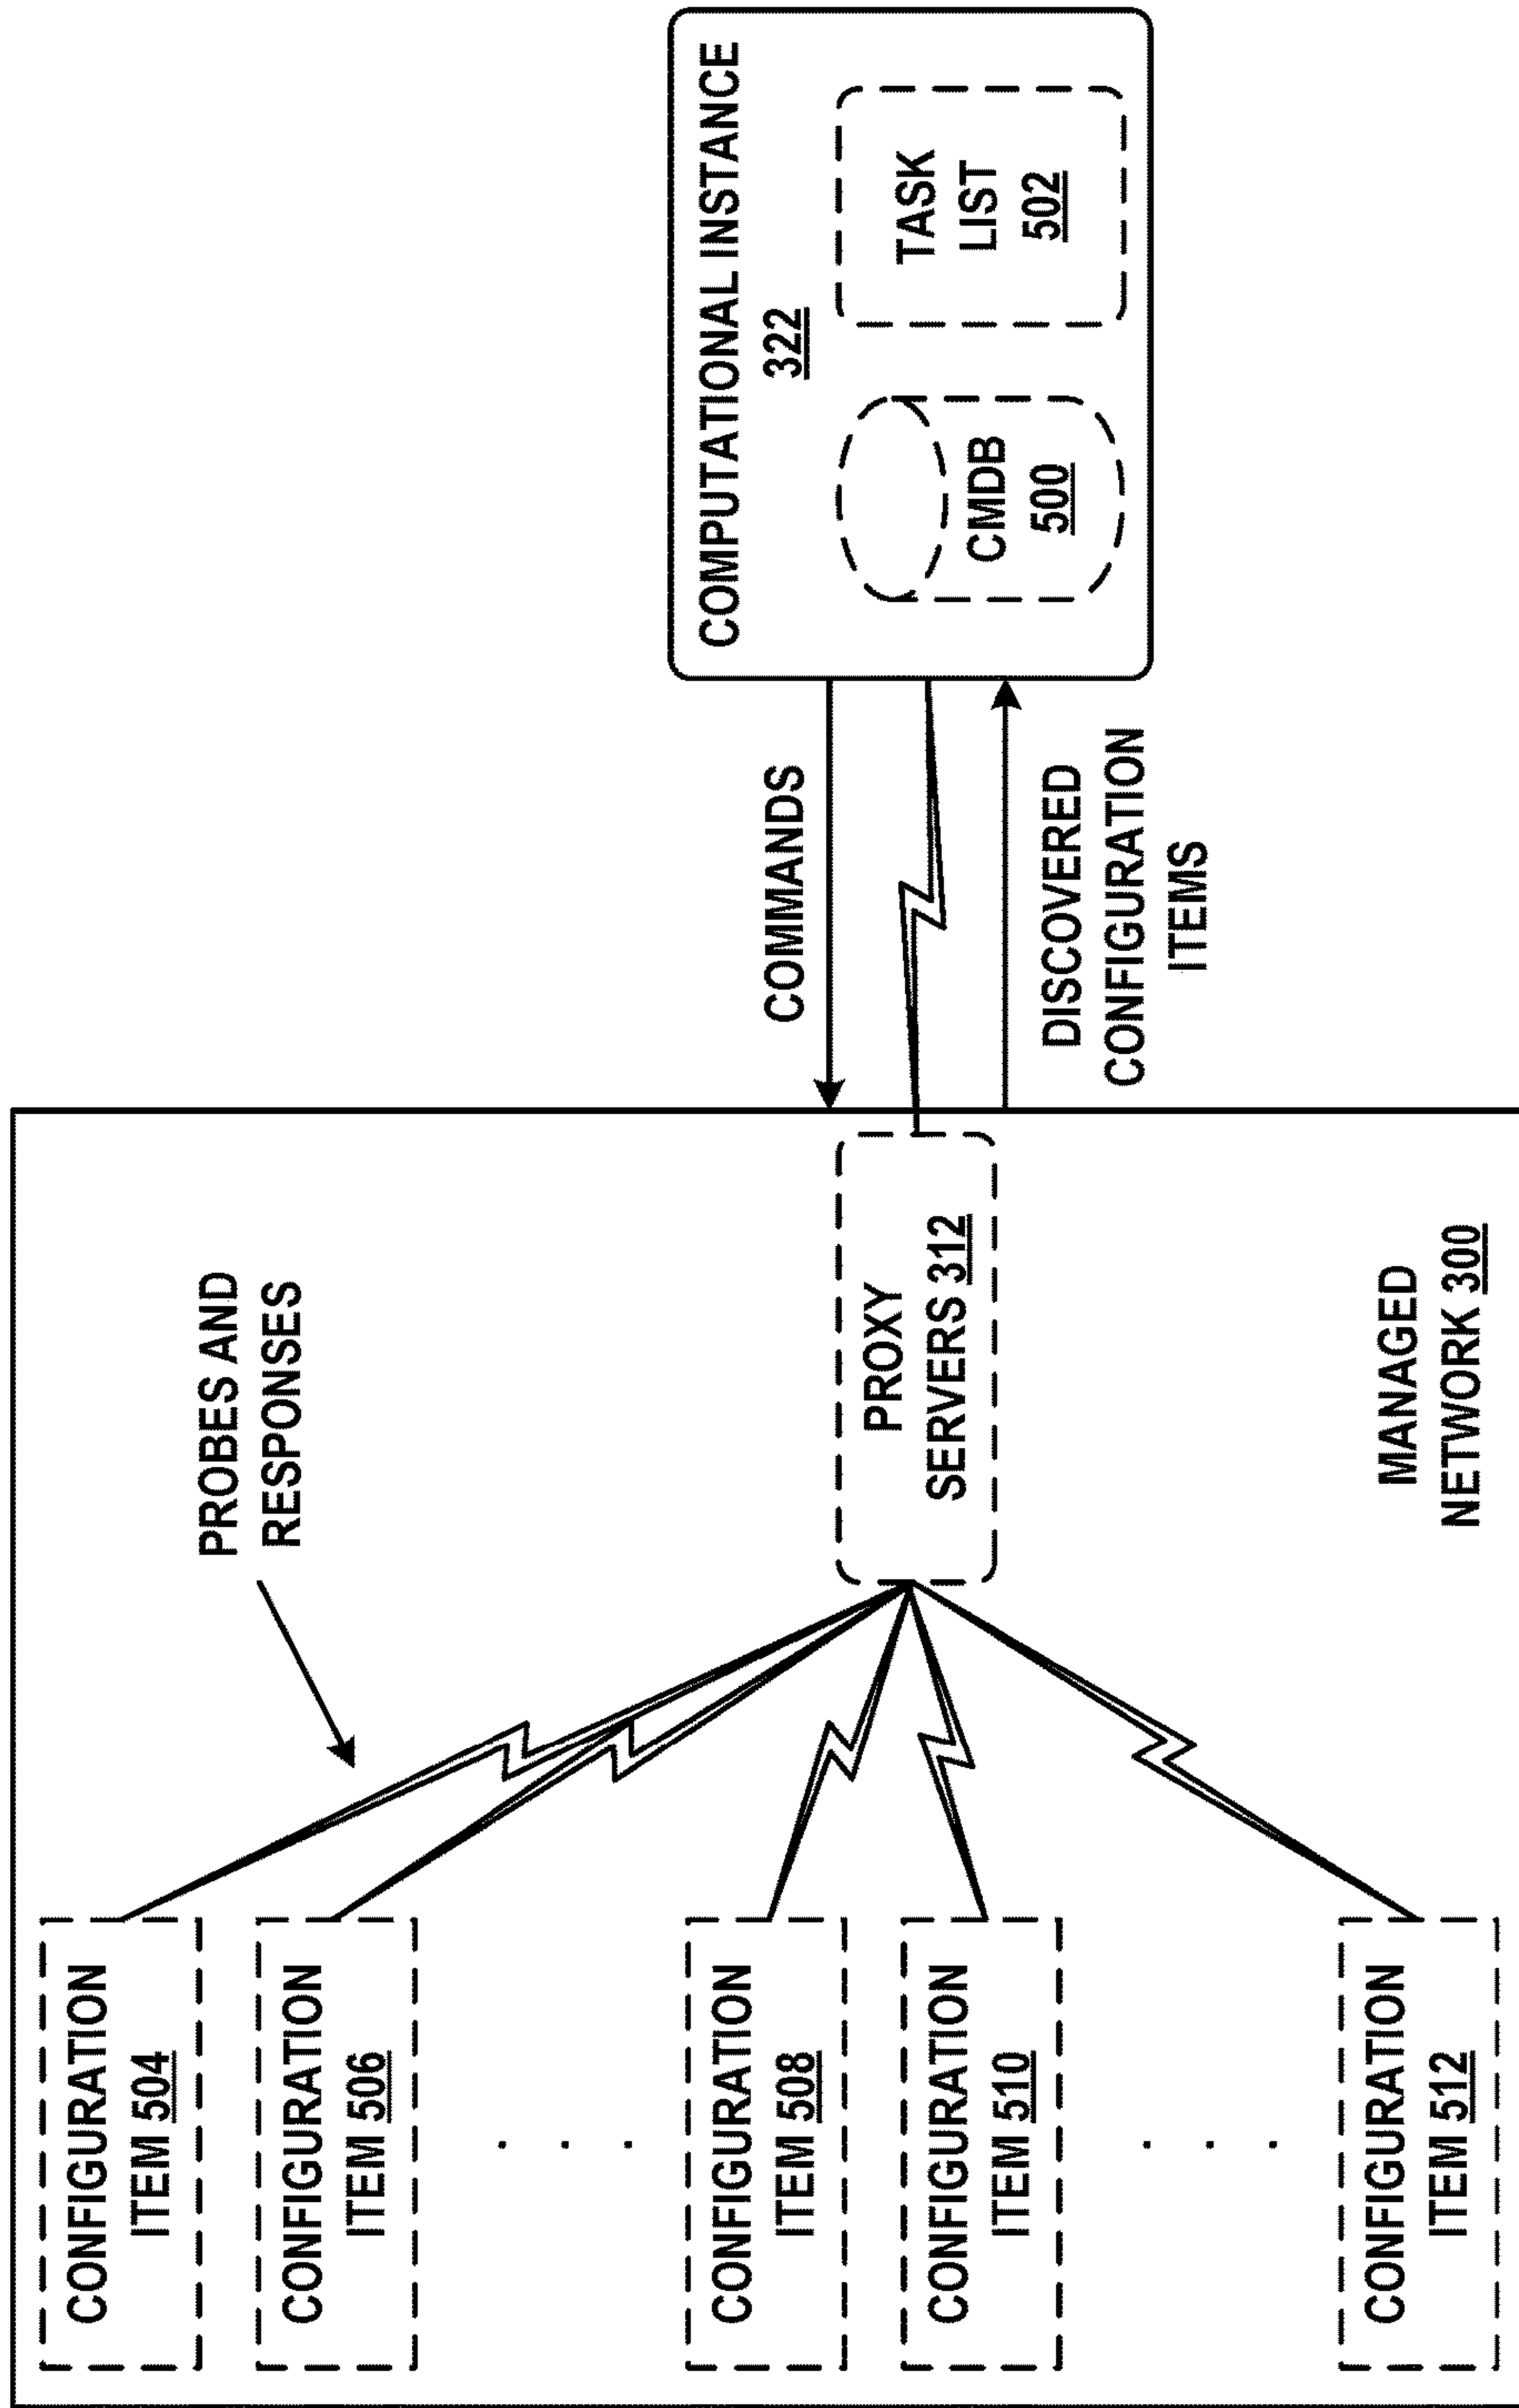 CONFIGURATION
ITEM 504
CONFIGURATION
ITEM 506
. . .
CONFIGURATION
ITEM 508
CONFIGURATION
ITEM 510
. . .
CONFIGURATION
ITEM 512
PROBES AND
RESPONSES
PROXY
SERVERS 312
MANAGED
NETWORK 300
COMMANDS
DISCOVERED
CONFIGURATION
ITEMS
COMPUTATIONAL INSTANCE
322
CMDB
500
TASK
LIST
502